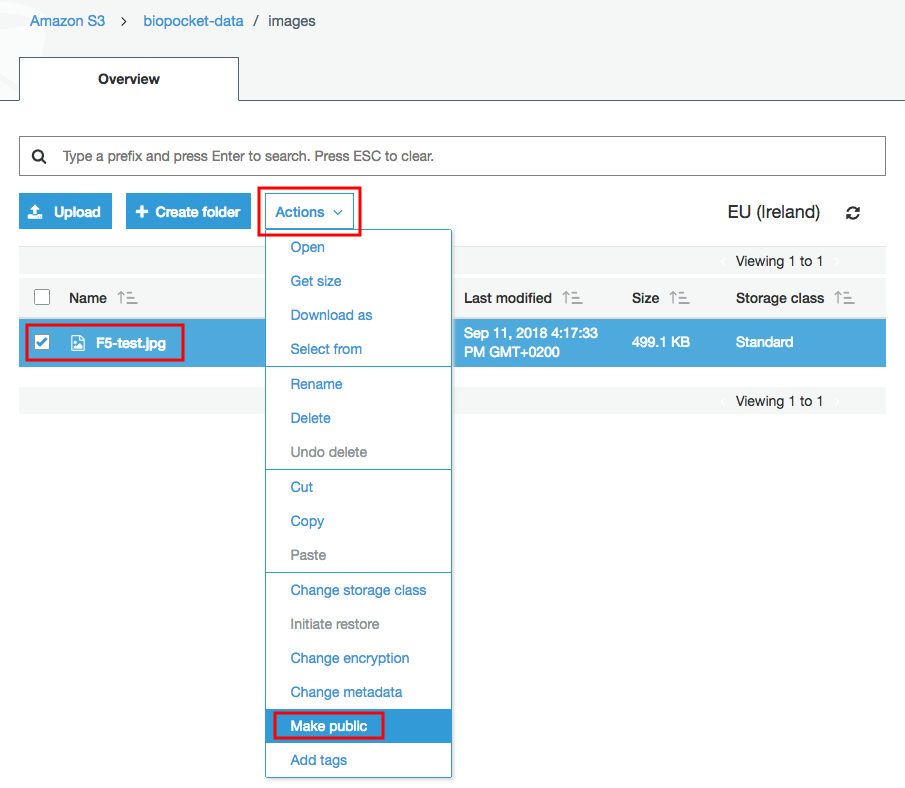 Amazon S3 > biopocket-data / images
Overview
Type a prefix and press Enter to search. Press ESC to clear.
Upload Create folder Actions EU (Ireland)
Viewing 1 to 1
Name Last modified Size Storage class
F5-test.jpg Sep 11, 2018 4:17:33 PM GMT+0200 499.1 KB Standard
Viewing 1 to 1
Open
Get size
Download as
Select from
Rename
Delete
Undo delete
Cut
Copy
Paste
Change storage class
Initiate restore
Change encryption
Change metadata
Make public
Add tags